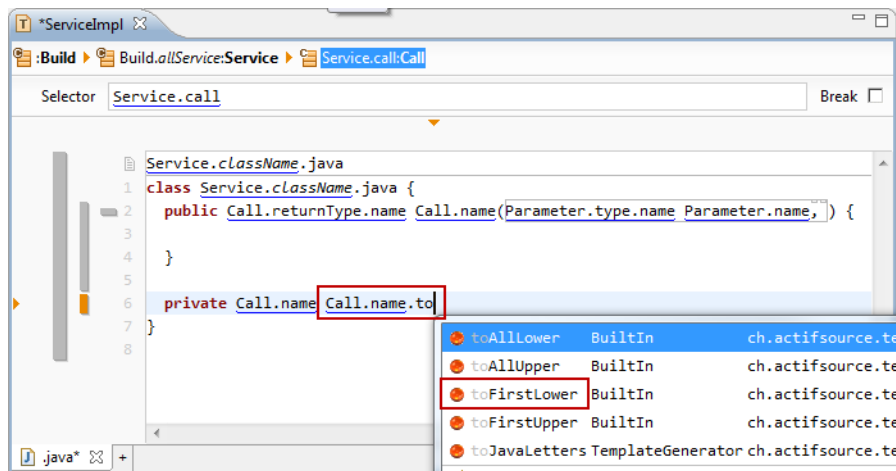 *ServiceImpl
:Build Build.allService:Service Service.call:Call
Selector Service.call Break
Service.className.java
1 class Service.className.java {
2 public Call.returnType.name Call.name(Parameter.type.name Parameter.name, ) {
3
4 }
5
6 private Call.name Call.name.to
7 }
8
toAllLower BuiltIn ch.actifsource.te
toAllUpper BuiltIn ch.actifsource.te
toFirstLower BuiltIn ch.actifsource.te
toFirstUpper BuiltIn ch.actifsource.te
toJavaLetters TemplateGenerator ch.actifsource.te
.java* +